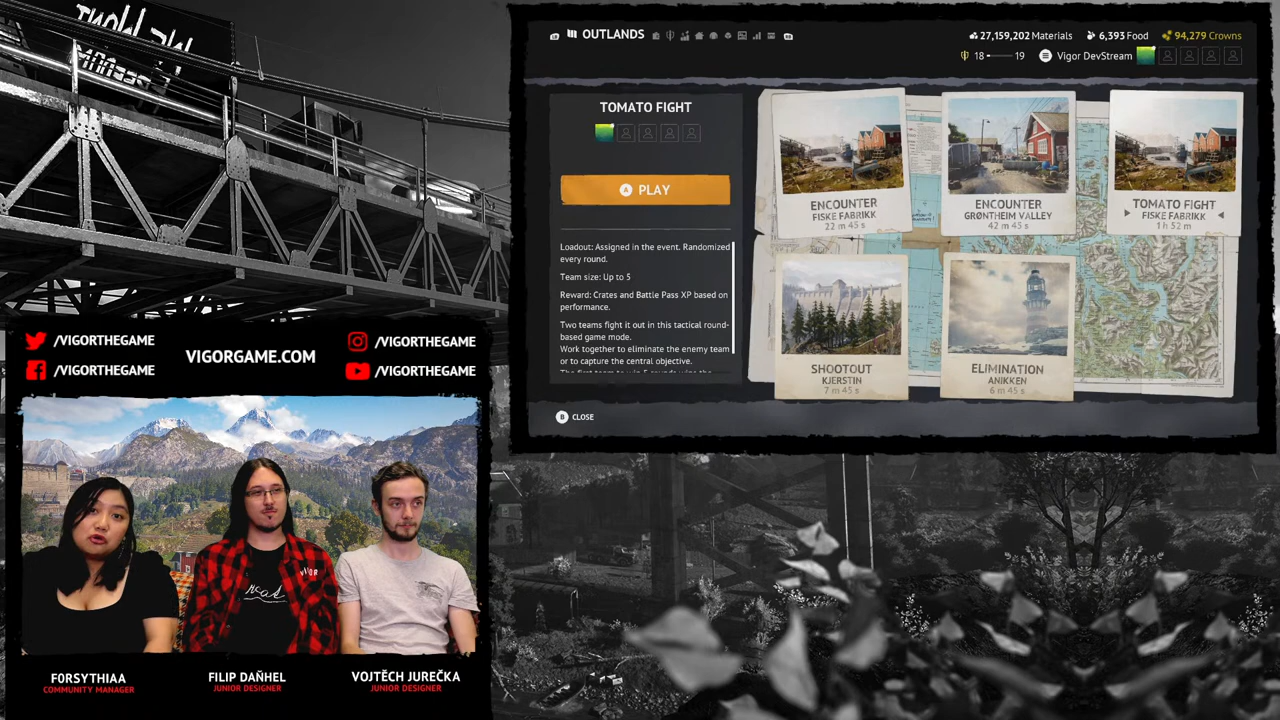 OUTLANDS
27,159,202 Materials
6,393 Food
94,279 Crowns
18
19
Vigor DevStream
TOMATO FIGHT
A PLAY
Loadout: Assigned in the event. Randomized
every round.
Team size: Up to 5
Reward: Crates and Battle Pass XP based on
performance.
Two teams fight it out in this tactical round-
based game mode.
Work together to eliminate the enemy team
or to capture the central objective.
ENCOUNTER
FISKE FABRIKK
22 m 45 s
ENCOUNTER
GRØNTHEIM VALLEY
42 m 45 s
TOMATO FIGHT
FISKE FABRIKK
1 h 52 m
SHOOTOUT
KJERSTIN
7 m 45 s
ELIMINATION
ANIKKEN
6 m 45 s
B CLOSE
/VIGORTHEGAME
/VIGORTHEGAME
VIGORGAME.COM
/VIGORTHEGAME
/VIGORTHEGAME
FORSYTHIAA
COMMUNITY MANAGER
FILIP DAŇHEL
JUNIOR DESIGNER
VOJTĚCH JUREČKA
JUNIOR DESIGNER